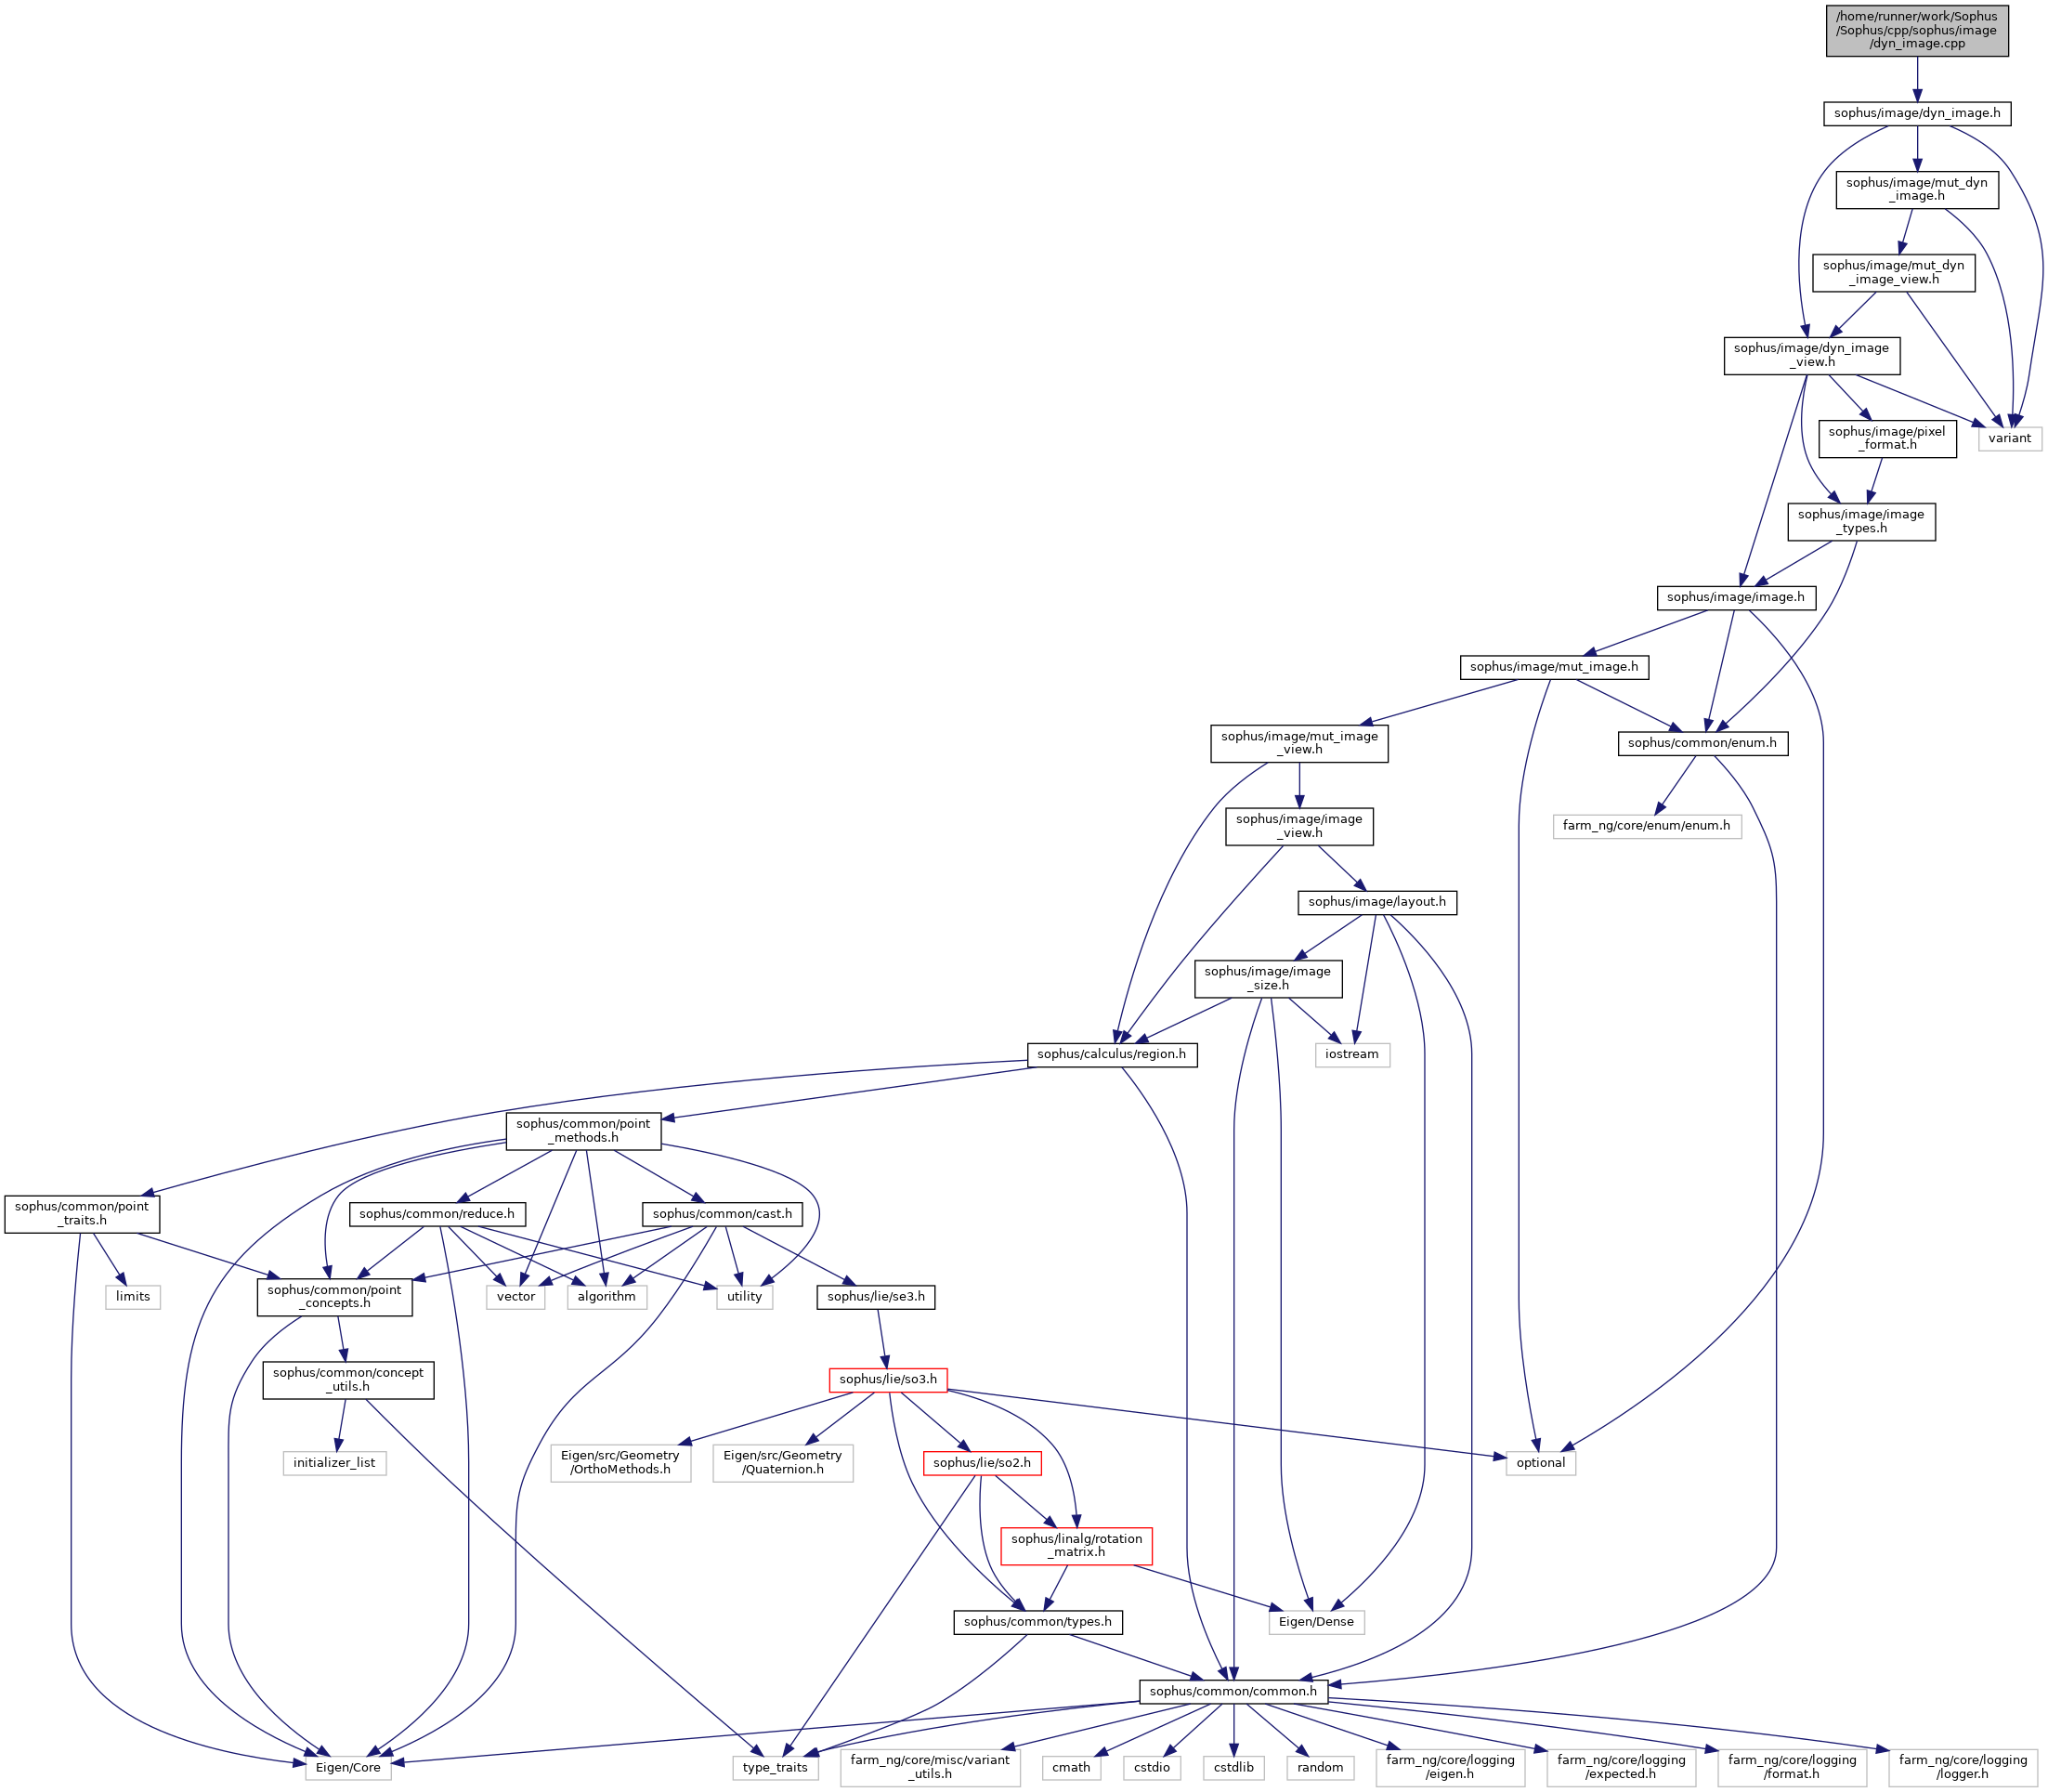 /home/runner/work/Sophus
/Sophus/cpp/sophus/image
/dyn_image.cpp
sophus/image/dyn_image.h
sophus/image/mut_dyn
_image.h
sophus/image/mut_dyn
_image_view.h
sophus/image/dyn_image
_view.h
sophus/image/pixel
_format.h
variant
sophus/image/image
_types.h
sophus/image/image.h
sophus/image/mut_image.h
sophus/image/mut_image
_view.h
sophus/common/enum.h
sophus/image/image
_view.h
farm_ng/core/enum/enum.h
sophus/image/layout.h
sophus/image/image
_size.h
sophus/calculus/region.h
iostream
sophus/common/point
_methods.h
sophus/common/point
_traits.h
sophus/common/reduce.h
sophus/common/cast.h
limits
sophus/common/point
_concepts.h
vector
algorithm
utility
sophus/lie/se3.h
sophus/common/concept
_utils.h
sophus/lie/so3.h
initializer_list
Eigen/src/Geometry
/OrthoMethods.h
Eigen/src/Geometry
/Quaternion.h
sophus/lie/so2.h
optional
sophus/linalg/rotation
_matrix.h
sophus/common/types.h
Eigen/Dense
sophus/common/common.h
Eigen/Core
type_traits
farm_ng/core/misc/variant
_utils.h
cmath
cstdio
cstdlib
random
farm_ng/core/logging
/eigen.h
farm_ng/core/logging
/expected.h
farm_ng/core/logging
/format.h
farm_ng/core/logging
/logger.h